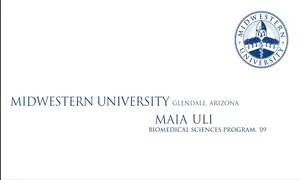 MIDWESTERN
UNIVERSITY
MIDWESTERN UNIVERSITY GLENDALE, ARIZONA
MAIA ULI
BIOMEDICAL SCIENCES PROGRAM, '09